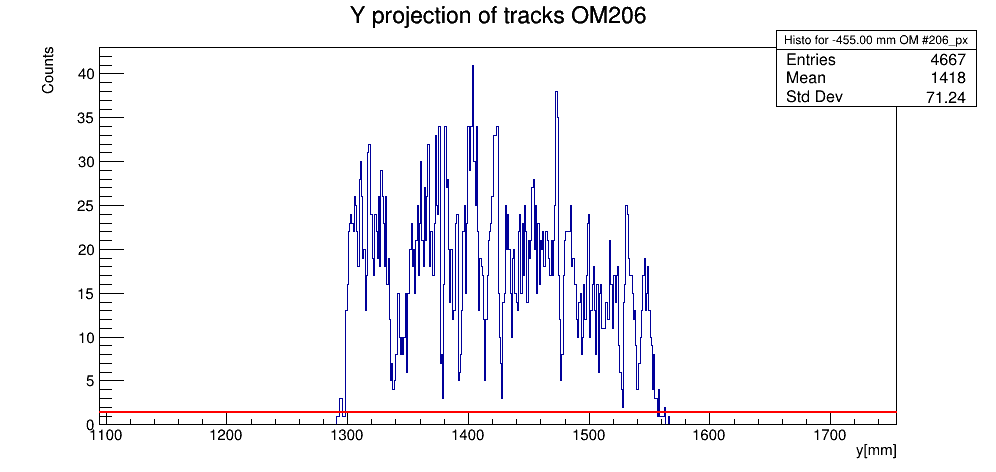 Y projection of tracks OM206
Histo for -455.00 mm OM #206_px
Entries 4667
Mean 1418
Std Dev 71.24
Counts
40
35
30
25
20
15
10
5
0
1100 1200 1300 1400 1500 1600 1700
y[mm]